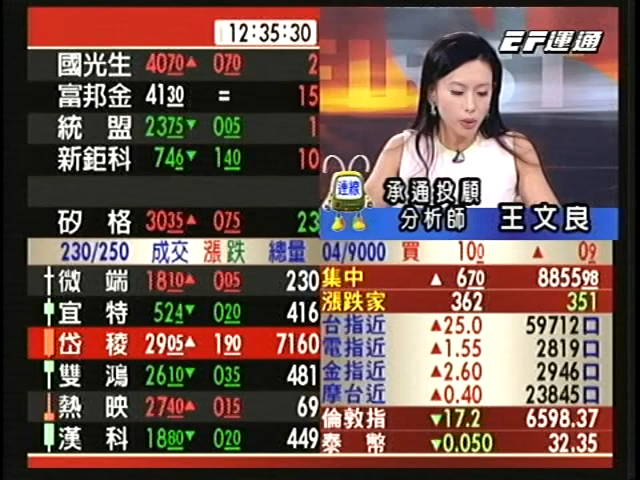 12:35:30
EF運通
國光生 4070▲ 070 2
富邦金 4130 = 15
統盟 2375▼ 005 1
新鉅科 746▼ 140 10
矽格 3035▲ 075 23
連線
承通投顧
分析師 王文良
230/250 成交 漲跌 總量
微端 1810▲ 005 230
宜特 524▼ 020 416
岱稜 2905▲ 190 7160
雙鴻 2610▼ 035 481
熱映 2740▲ 015 69
漢科 1880▼ 020 449
04/9000 買 100 ▲ 09
集中 ▲ 670 885598
漲跌家 362 351
台指近 ▲25.0 59712口
電指近 ▲1.55 2819口
金指近 ▲2.60 2946口
摩台近 ▲0.40 23845口
倫敦指 ▼17.2 6598.37
泰幣 ▼0.050 32.35